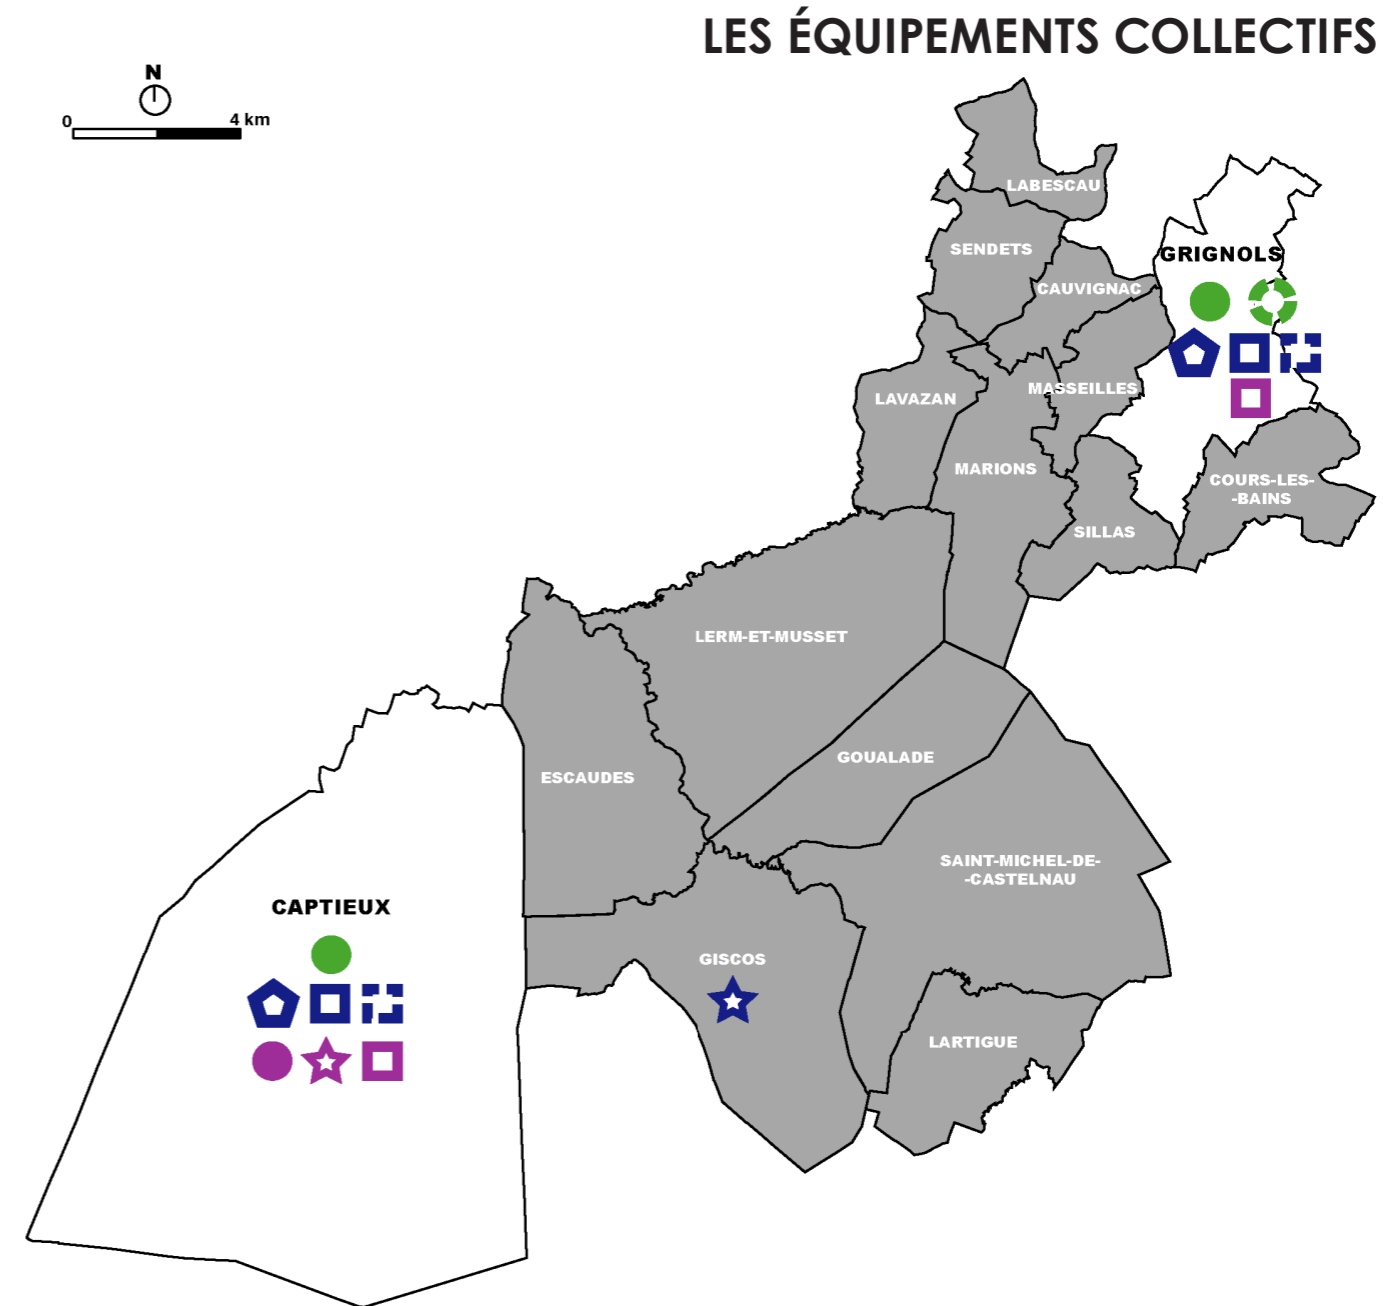 LES ÉQUIPEMENTS COLLECTIFS
N
0 4 km
LABESCAU
SENDETS
GRIGNOLS
CAUVIGNAC
MASSEILLES
LAVAZAN
MARIONS
COURS-LES-
-BAINS
SILLAS
LERM-ET-MUSSET
GOUALADE
ESCAUDES
SAINT-MICHEL-DE-
-CASTELNAU
CAPTIEUX
GISCOS
LARTIGUE